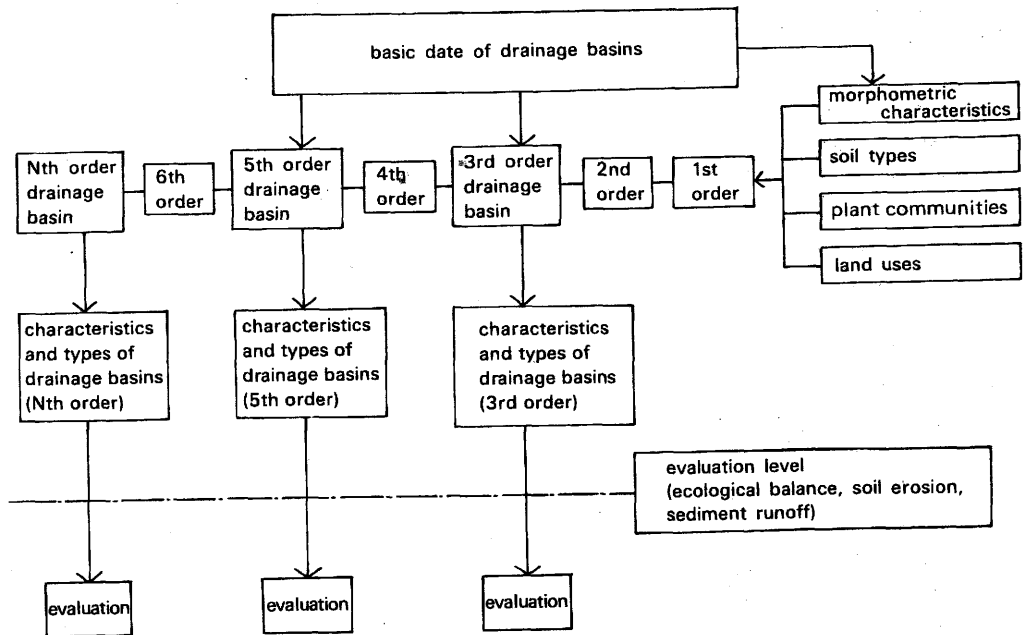 basic date of drainage basins
morphometric
characteristics
soil types
plant communities
land uses
Nth order
drainage
basin
6th
order
5th order
drainage
basin
4th
order
3rd order
drainage
basin
2nd
order
1st
order
characteristics
and types of
drainage basins
(Nth order)
characteristics
and types of
drainage basins
(5th order)
characteristics
and types of
drainage basins
(3rd order)
evaluation level
(ecological balance, soil erosion,
sediment runoff)
evaluation
evaluation
evaluation